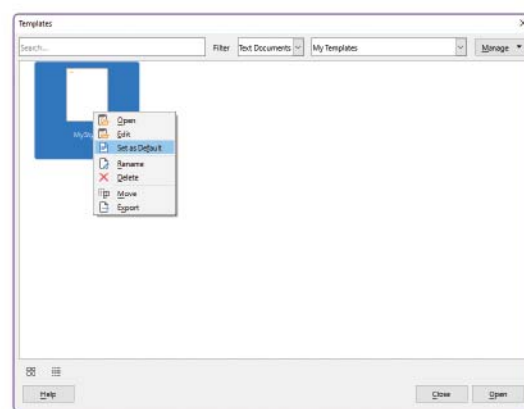 Templates
Search... Filter Text Documents My Templates Manage
Open
Edit
Set as Default
Rename
Delete
Move
Export
Help Close Open